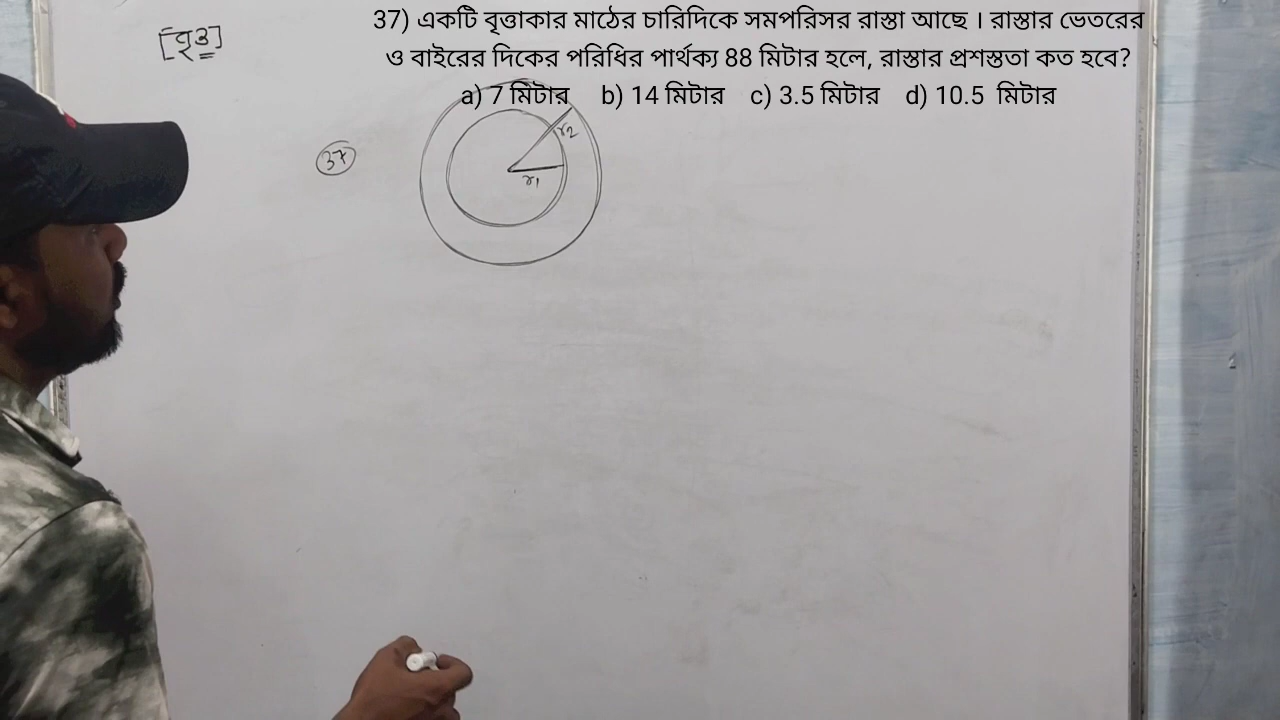 37) একটি বৃত্তাকার মাঠের চারিদিকে সমপরিসর রাস্তা আছে । রাস্তার ভেতরের
ও বাইরের দিকের পরিধির পার্থক্য 88 মিটার হলে, রাস্তার প্রশস্ততা কত হবে?
a) 7 মিটার b) 14 মিটার c) 3.5 মিটার d) 10.5 মিটার
37
r2
r1